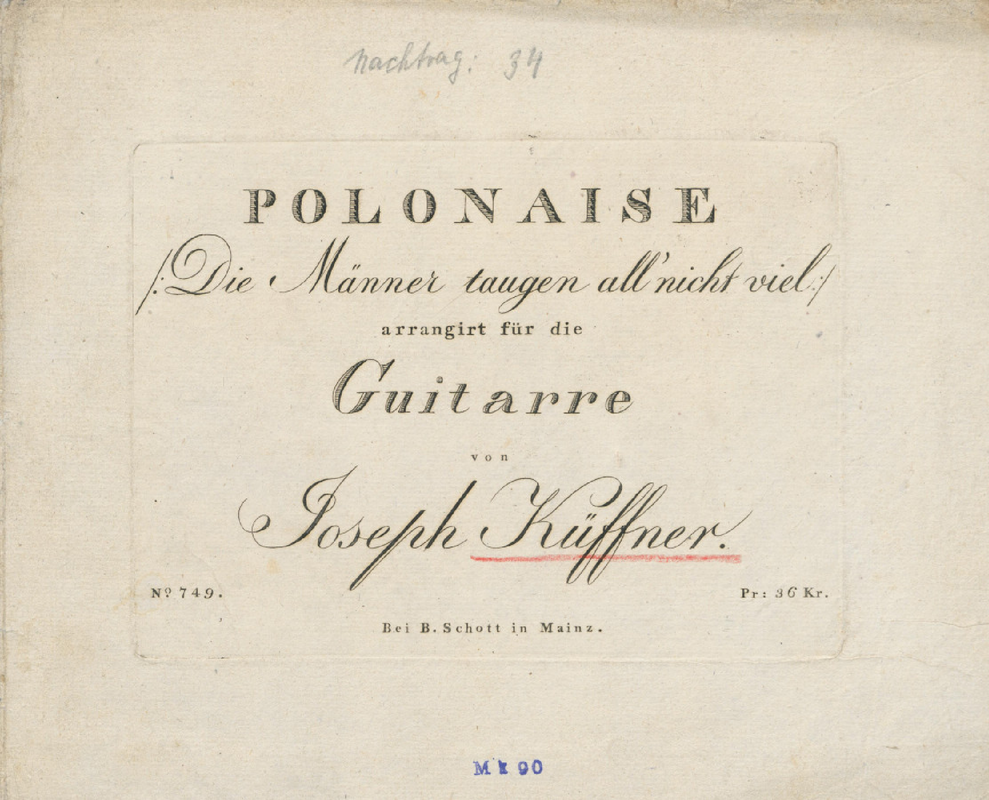 Nachtrag: 34
POLONAISE
/:Die Männer taugen all' nicht viel:/
arrangirt für die
Guitarre
von
Joseph Küffner.
Nº 749. Pr: 36 Kr.
Bei B. Schott in Mainz.
M 90